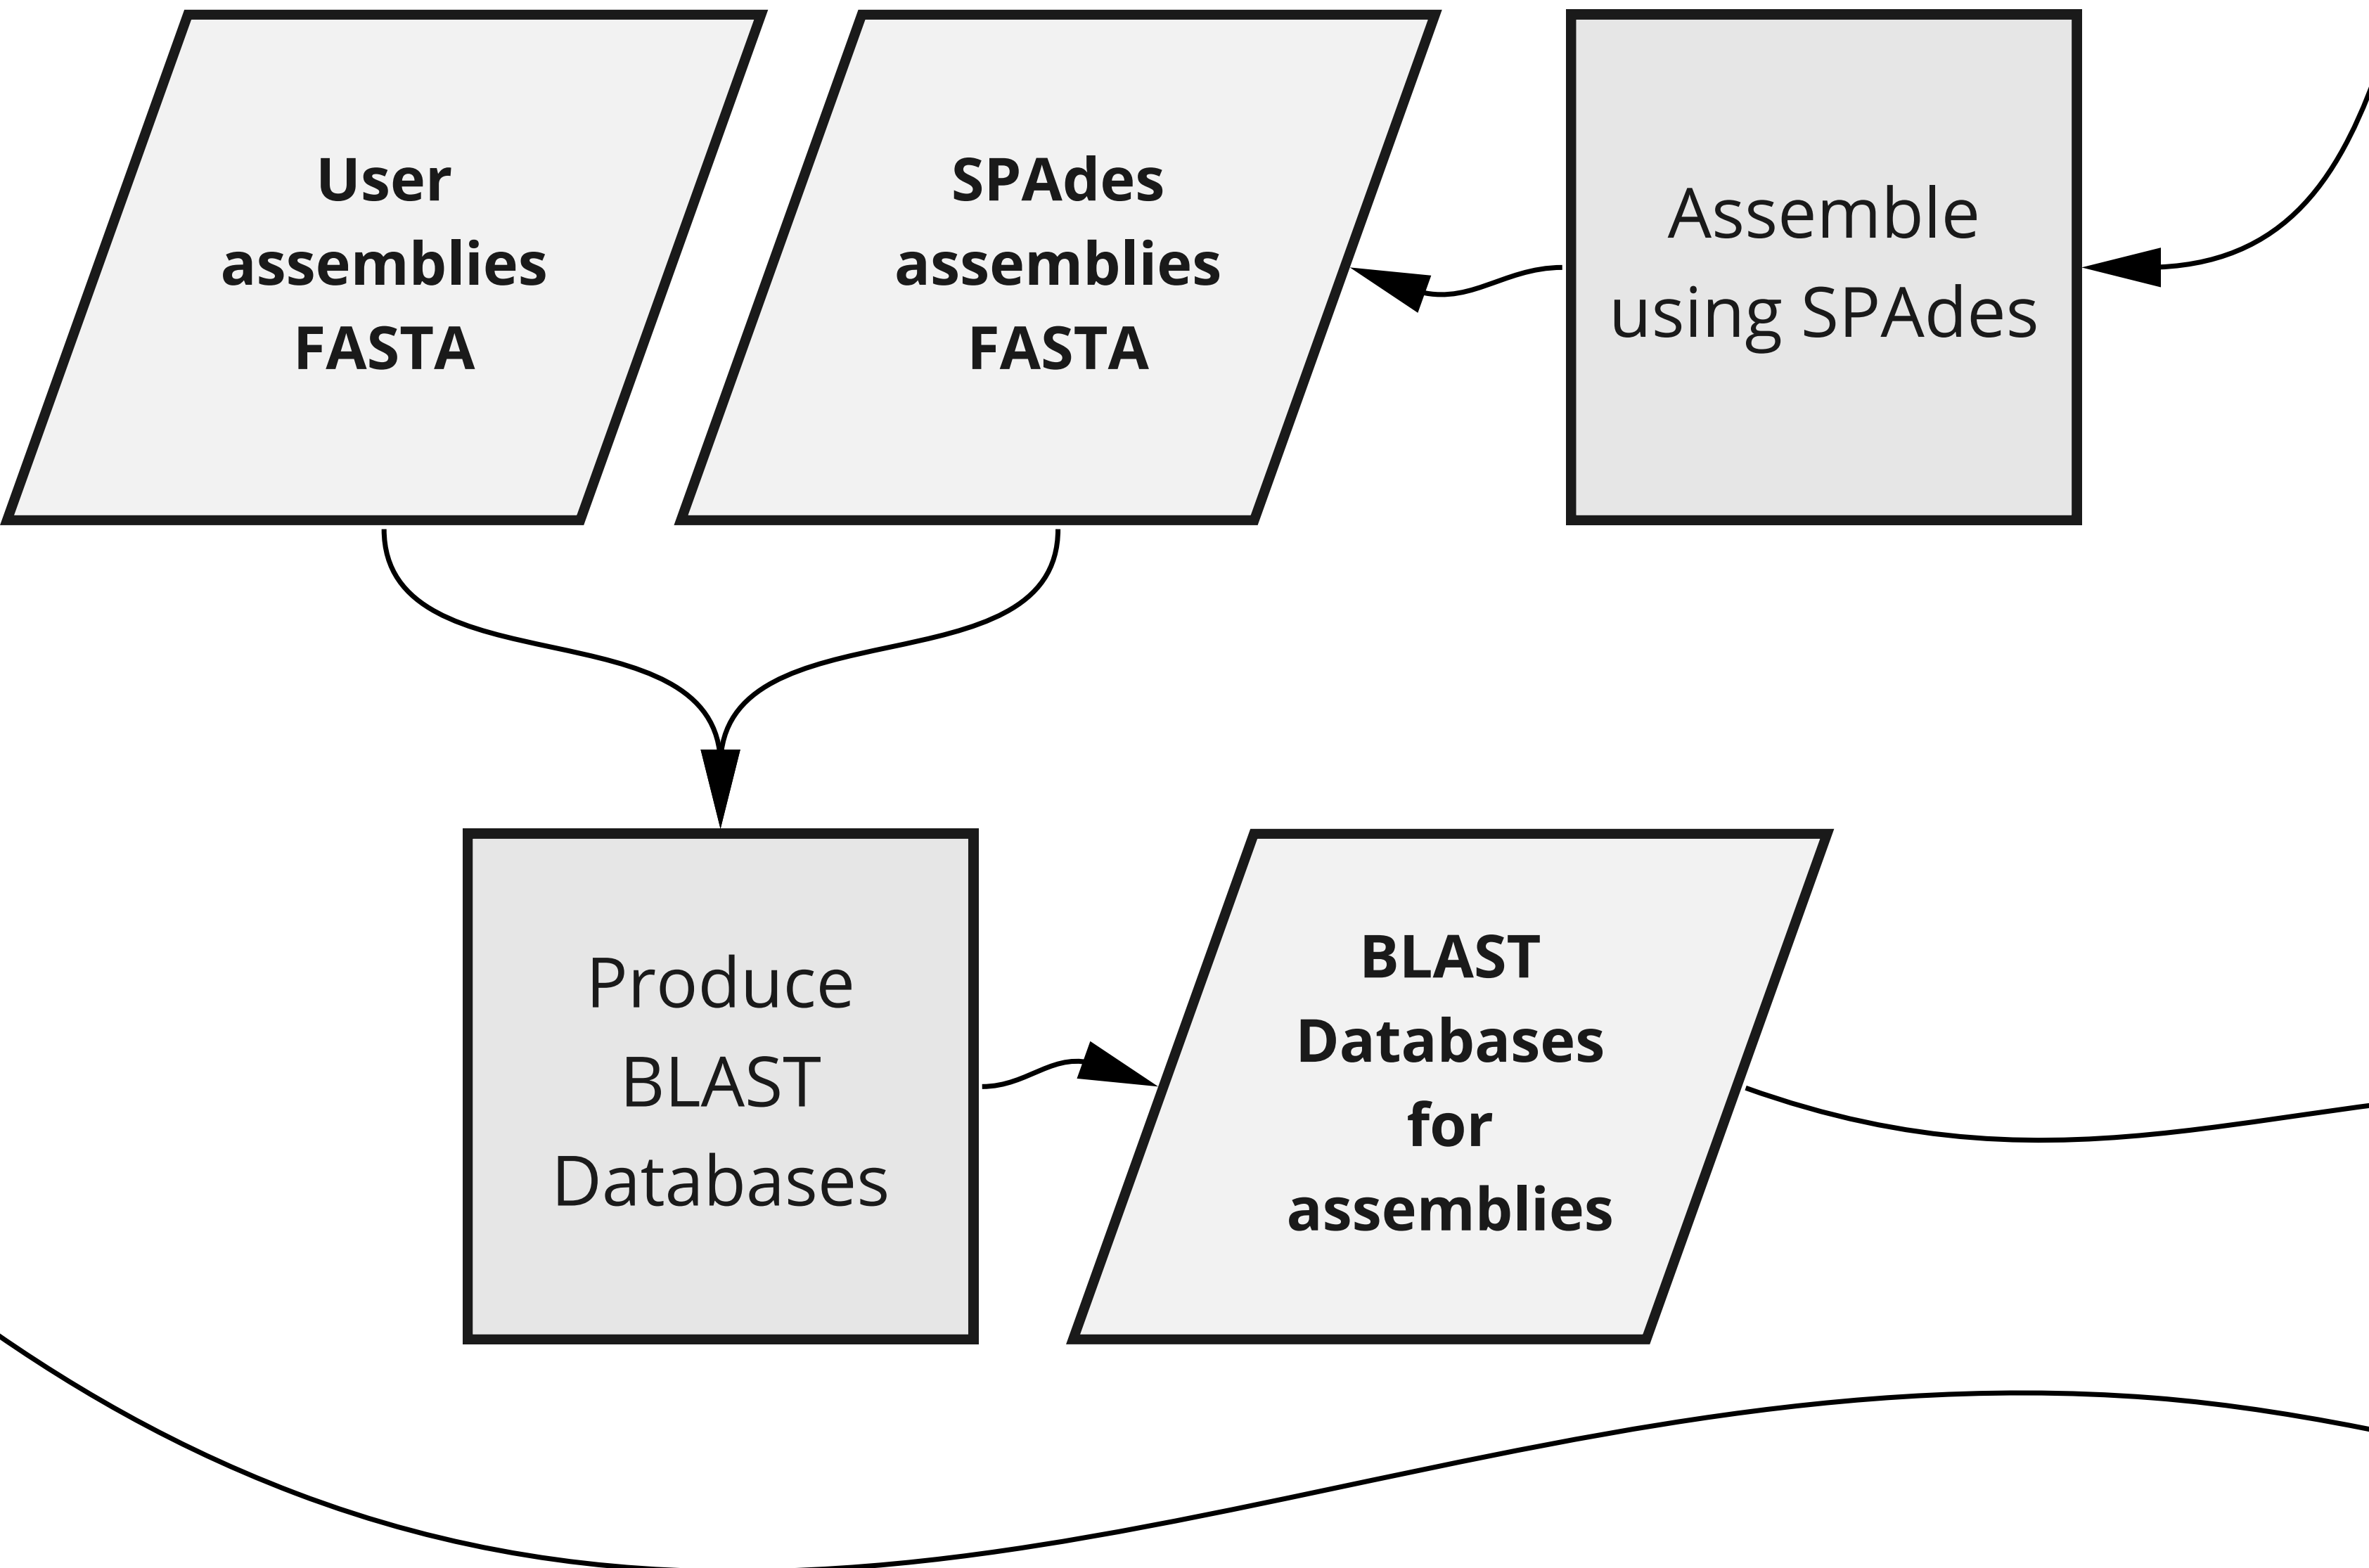 User
assemblies
FASTA
SPAdes
assemblies
FASTA
Assemble
using SPAdes
Produce
BLAST
Databases
BLAST
Databases
for
assemblies